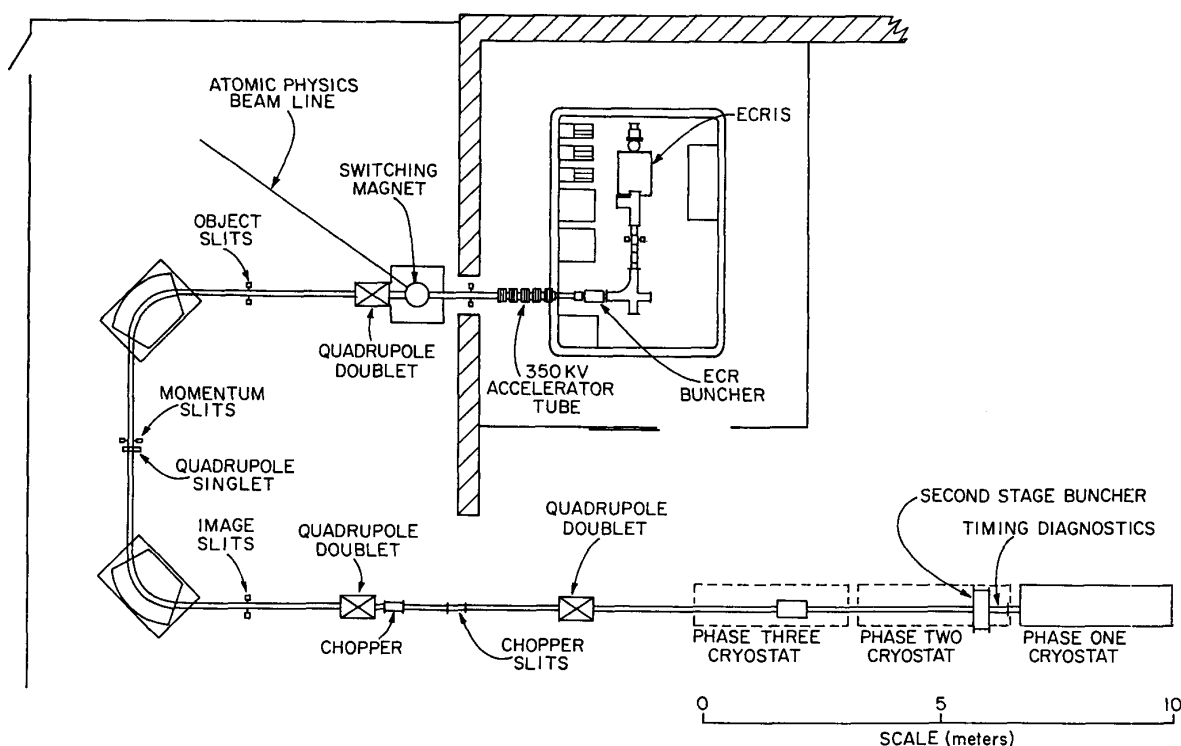 ATOMIC PHYSICS
BEAM LINE
ECRIS
SWITCHING
MAGNET
OBJECT
SLITS
QUADRUPOLE
DOUBLET
350 KV
ACCELERATOR
TUBE
ECR
BUNCHER
MOMENTUM
SLITS
QUADRUPOLE
SINGLET
IMAGE
SLITS
QUADRUPOLE
DOUBLET
QUADRUPOLE
DOUBLET
SECOND STAGE BUNCHER
TIMING DIAGNOSTICS
CHOPPER
CHOPPER
SLITS
PHASE THREE
CRYOSTAT
PHASE TWO
CRYOSTAT
PHASE ONE
CRYOSTAT
0 5 10
SCALE (meters)